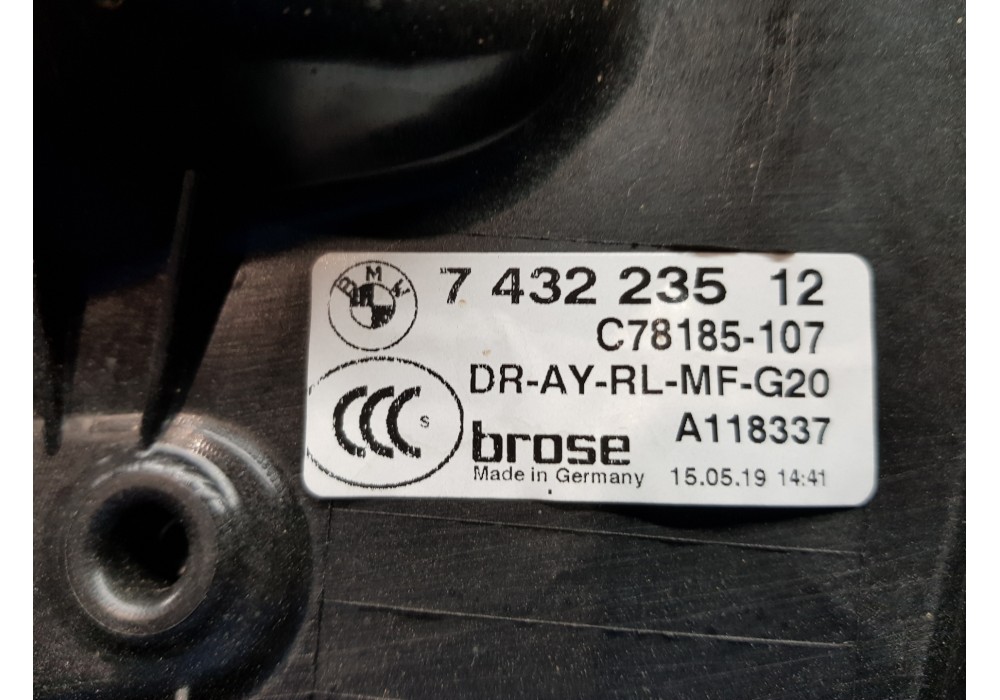 BMW 7 432 235 12
C78185-107
DR-AY-RL-MF-G20
CCC S
brose A118337
Made in Germany 15.05.19 14:41